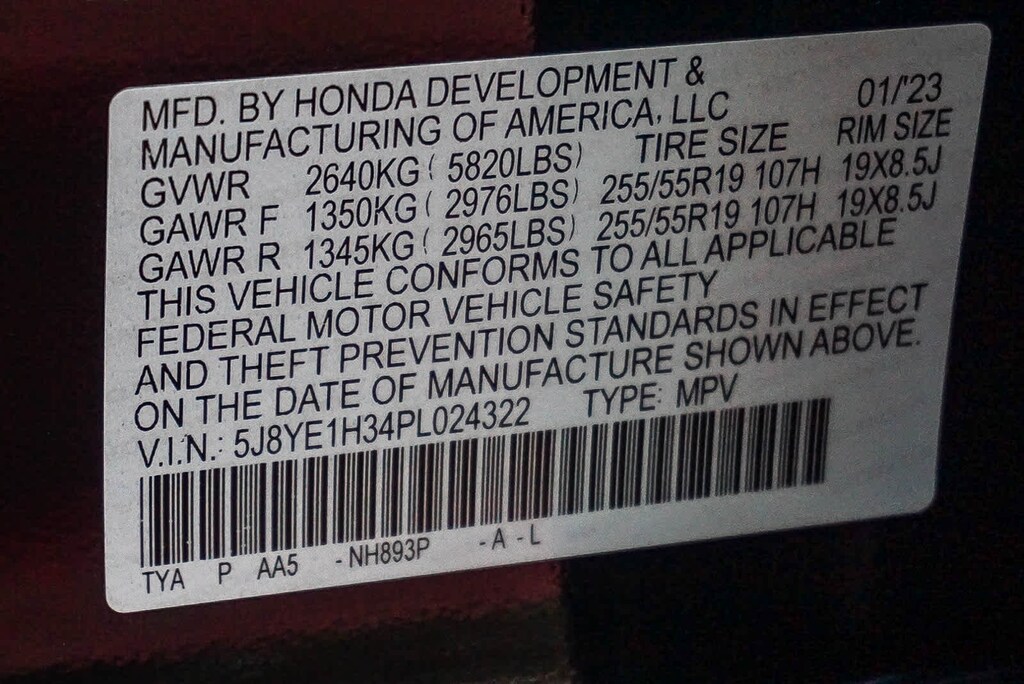 MFD. BY HONDA DEVELOPMENT &
MANUFACTURING OF AMERICA, LLC 01/'23
GVWR 2640KG ( 5820LBS) TIRE SIZE RIM SIZE
GAWR F 1350KG ( 2976LBS) 255/55R19 107H 19X8.5J
GAWR R 1345KG ( 2965LBS) 255/55R19 107H 19X8.5J
THIS VEHICLE CONFORMS TO ALL APPLICABLE
FEDERAL MOTOR VEHICLE SAFETY
AND THEFT PREVENTION STANDARDS IN EFFECT
ON THE DATE OF MANUFACTURE SHOWN ABOVE.
V.I.N.: 5J8YE1H34PL024322 TYPE: MPV
TYA P AA5 -NH893P -A -L